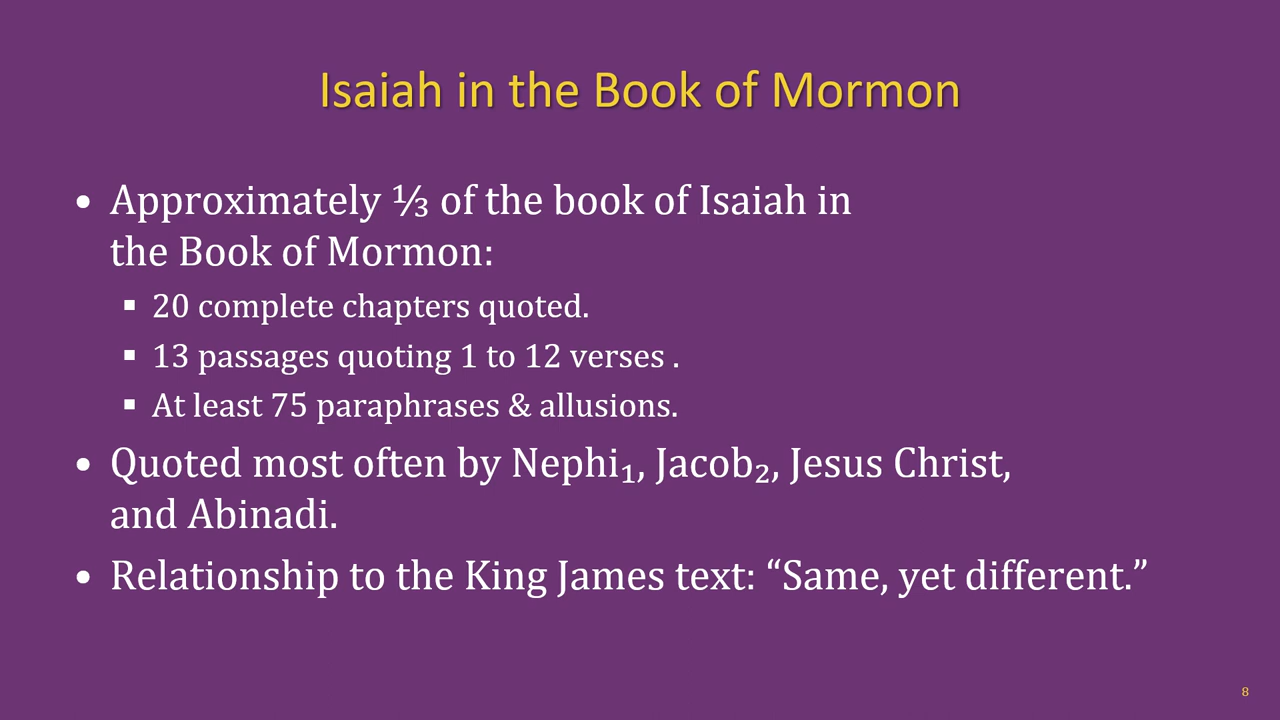 Isaiah in the Book of Mormon
• Approximately ⅓ of the book of Isaiah in
the Book of Mormon:
▪ 20 complete chapters quoted.
▪ 13 passages quoting 1 to 12 verses .
▪ At least 75 paraphrases & allusions.
• Quoted most often by Nephi₁, Jacob₂, Jesus Christ,
and Abinadi.
• Relationship to the King James text: “Same, yet different.”
8